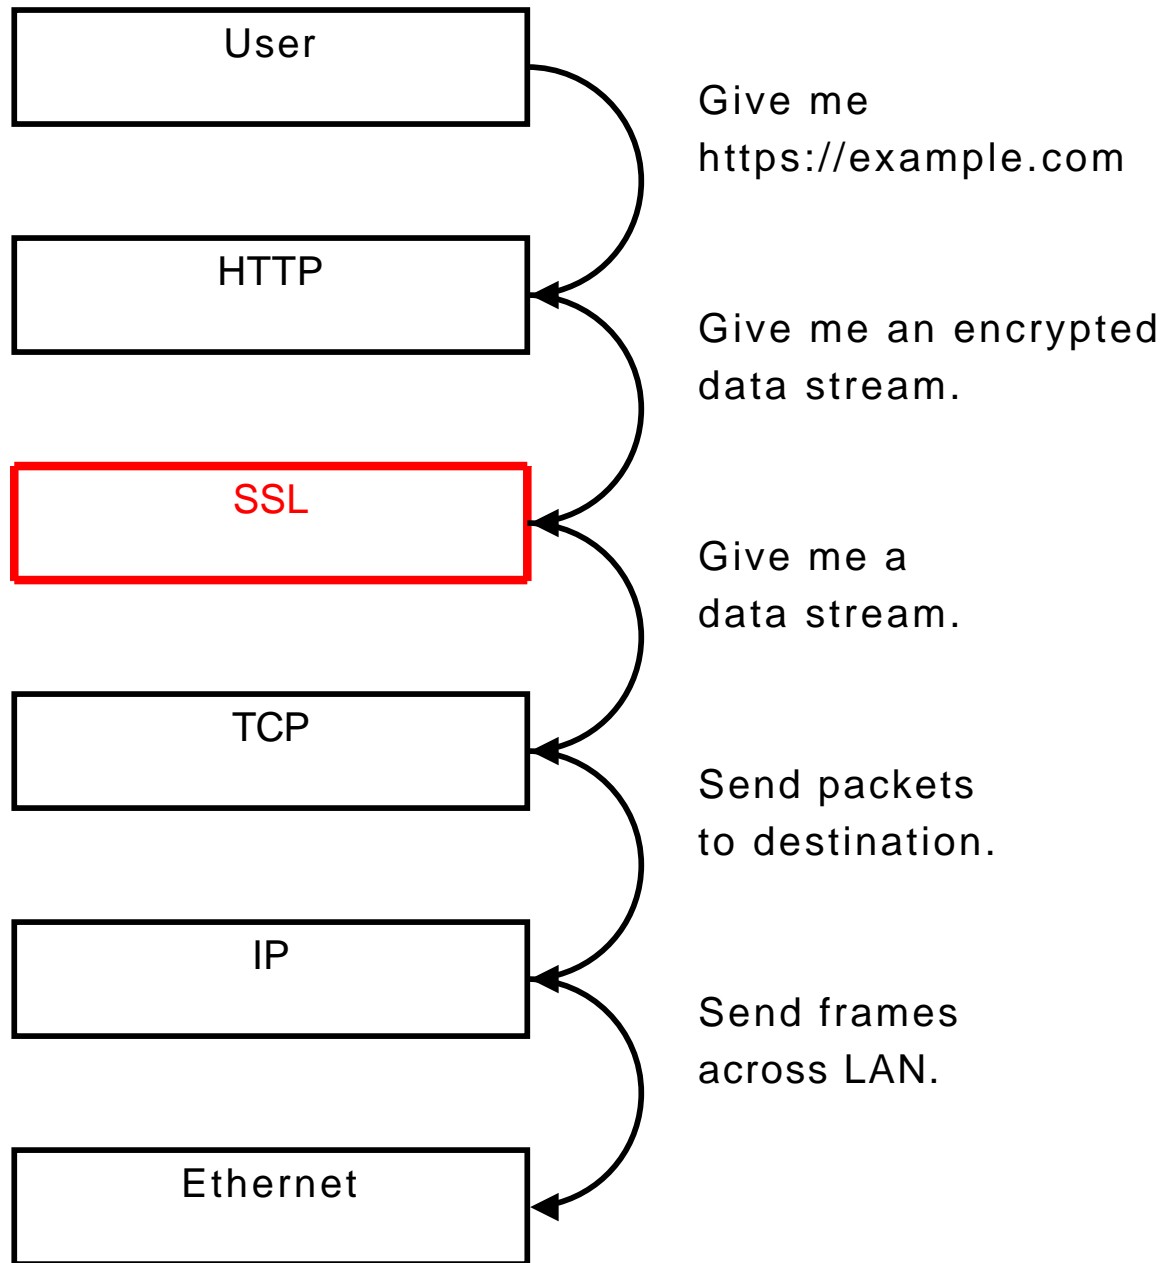 User
Give me
https://example.com
HTTP
Give me an encrypted
data stream.
SSL
Give me a
data stream.
TCP
Send packets
to destination.
IP
Send frames
across LAN.
Ethernet